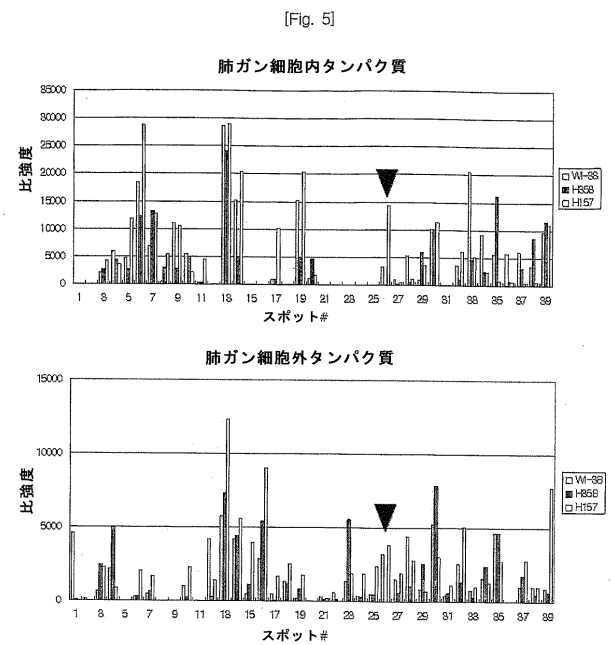 [Fig. 5]
肺ガン細胞内タンパク質
比強度
35000
30000
25000
20000
15000
10000
5000
0
1 3 5 7 9 11 13 15 17 19 21 23 25 27 29 31 33 35 37 39
スポット#
WI-38
H358
H157
肺ガン細胞外タンパク質
比強度
15000
10000
5000
0
1 3 5 7 9 11 13 15 17 19 21 23 25 27 29 31 33 35 37 39
スポット#
WI-38
H358
H157